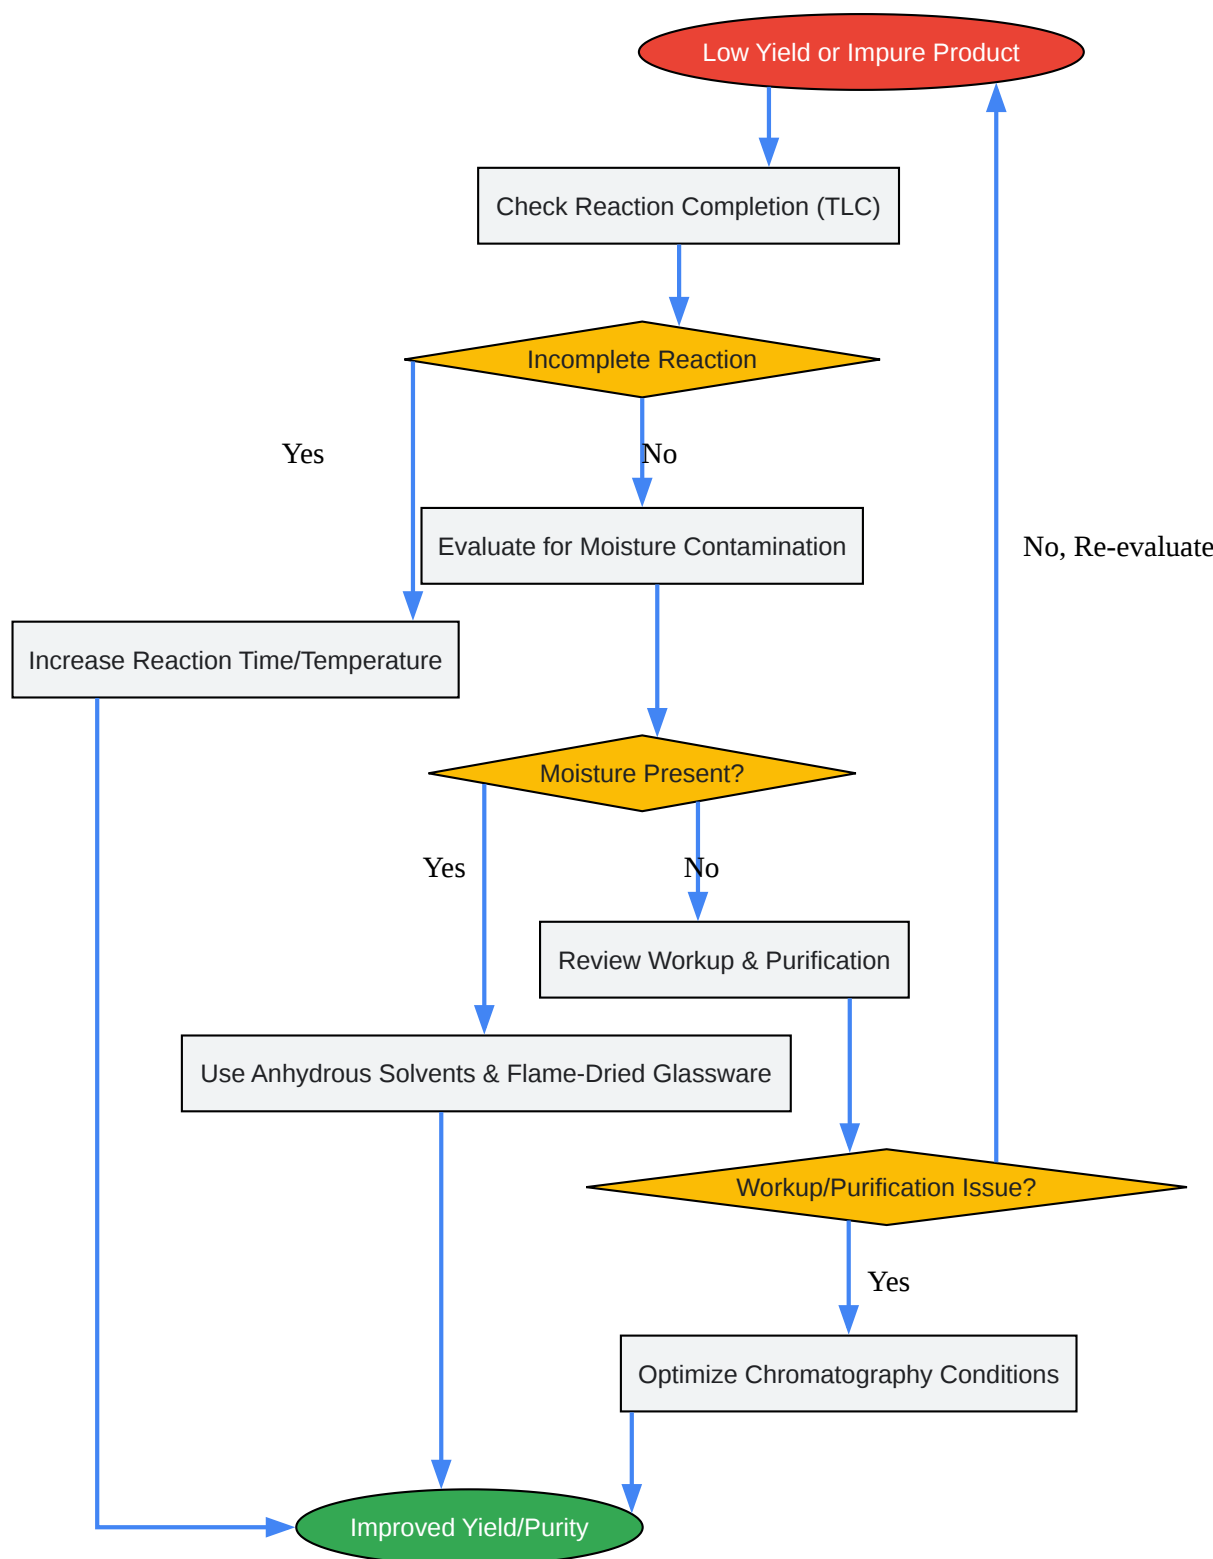 Low Yield or Impure Product
Check Reaction Completion (TLC)
Incomplete Reaction
Yes
No
Evaluate for Moisture Contamination
No, Re-evaluate
Increase Reaction Time/Temperature
Moisture Present?
Yes
No
Review Workup & Purification
Use Anhydrous Solvents & Flame-Dried Glassware
Workup/Purification Issue?
Yes
Optimize Chromatography Conditions
Improved Yield/Purity